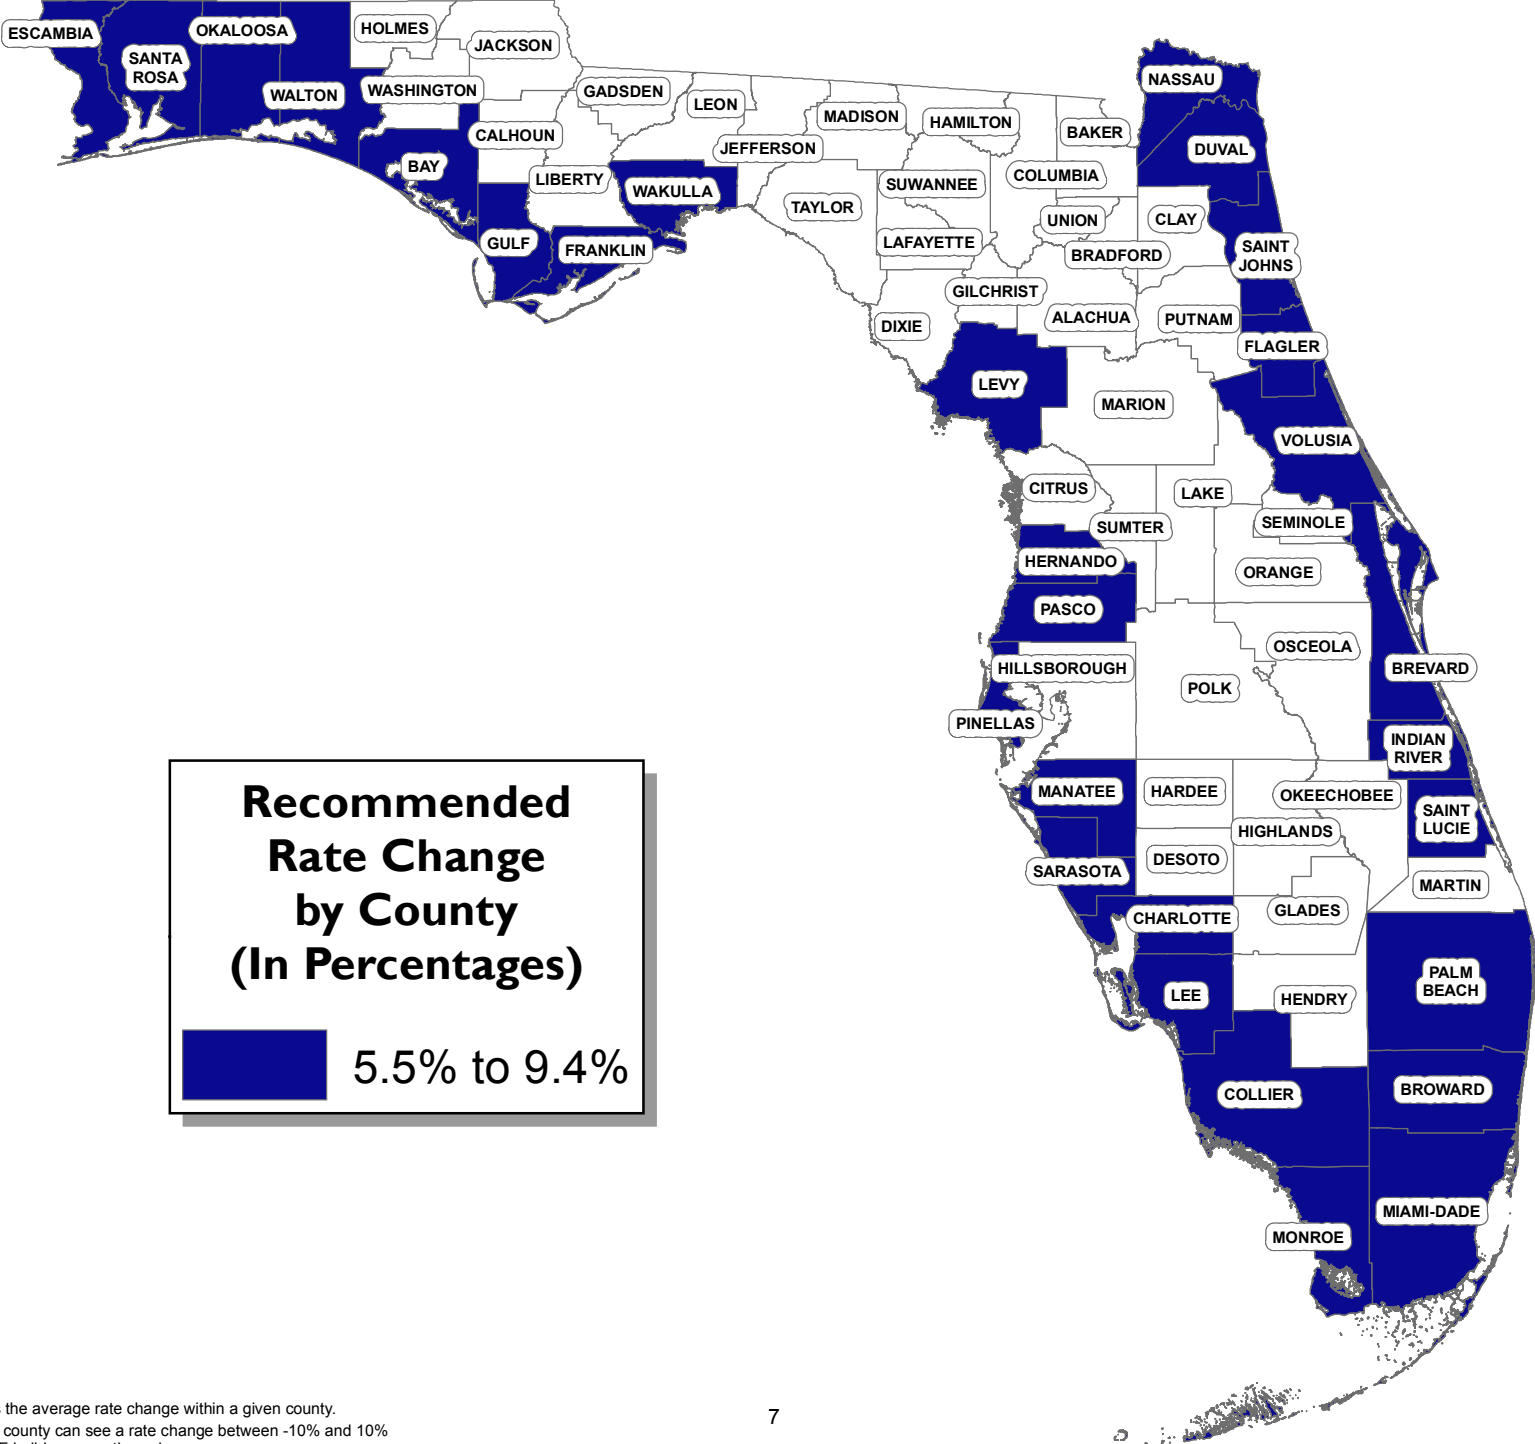 ESCAMBIA
SANTA
ROSA
OKALOOSA
WALTON
HOLMES
JACKSON
WASHINGTON
CALHOUN
BAY
GULF
GADSDEN
LIBERTY
FRANKLIN
LEON
WAKULLA
JEFFERSON
MADISON
TAYLOR
HAMILTON
SUWANNEE
LAFAYETTE
COLUMBIA
BAKER
UNION
BRADFORD
NASSAU
DUVAL
CLAY
SAINT
JOHNS
GILCHRIST
DIXIE
ALACHUA
PUTNAM
FLAGLER
LEVY
MARION
VOLUSIA
CITRUS
LAKE
SUMTER
SEMINOLE
HERNANDO
ORANGE
PASCO
OSCEOLA
HILLSBOROUGH
POLK
BREVARD
PINELLAS
INDIAN
RIVER
MANATEE
HARDEE
OKEECHOBEE
HIGHLANDS
SAINT
LUCIE
SARASOTA
DESOTO
MARTIN
CHARLOTTE
GLADES
LEE
HENDRY
PALM
BEACH
COLLIER
BROWARD
MIAMI-DADE
MONROE
Recommended
Rate Change
by County
(In Percentages)
5.5% to 9.4%
the average rate change within a given county.
county can see a rate change between -10% and 10%
7